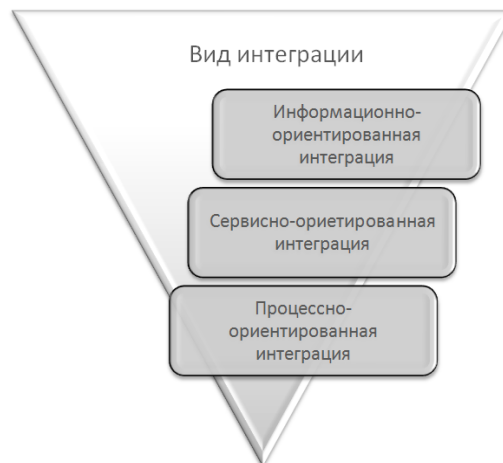 Вид интеграции
Информационно-
ориентированная
интеграция
Сервисно-ориетированная
интеграция
Процессно-
ориентированная
интеграция